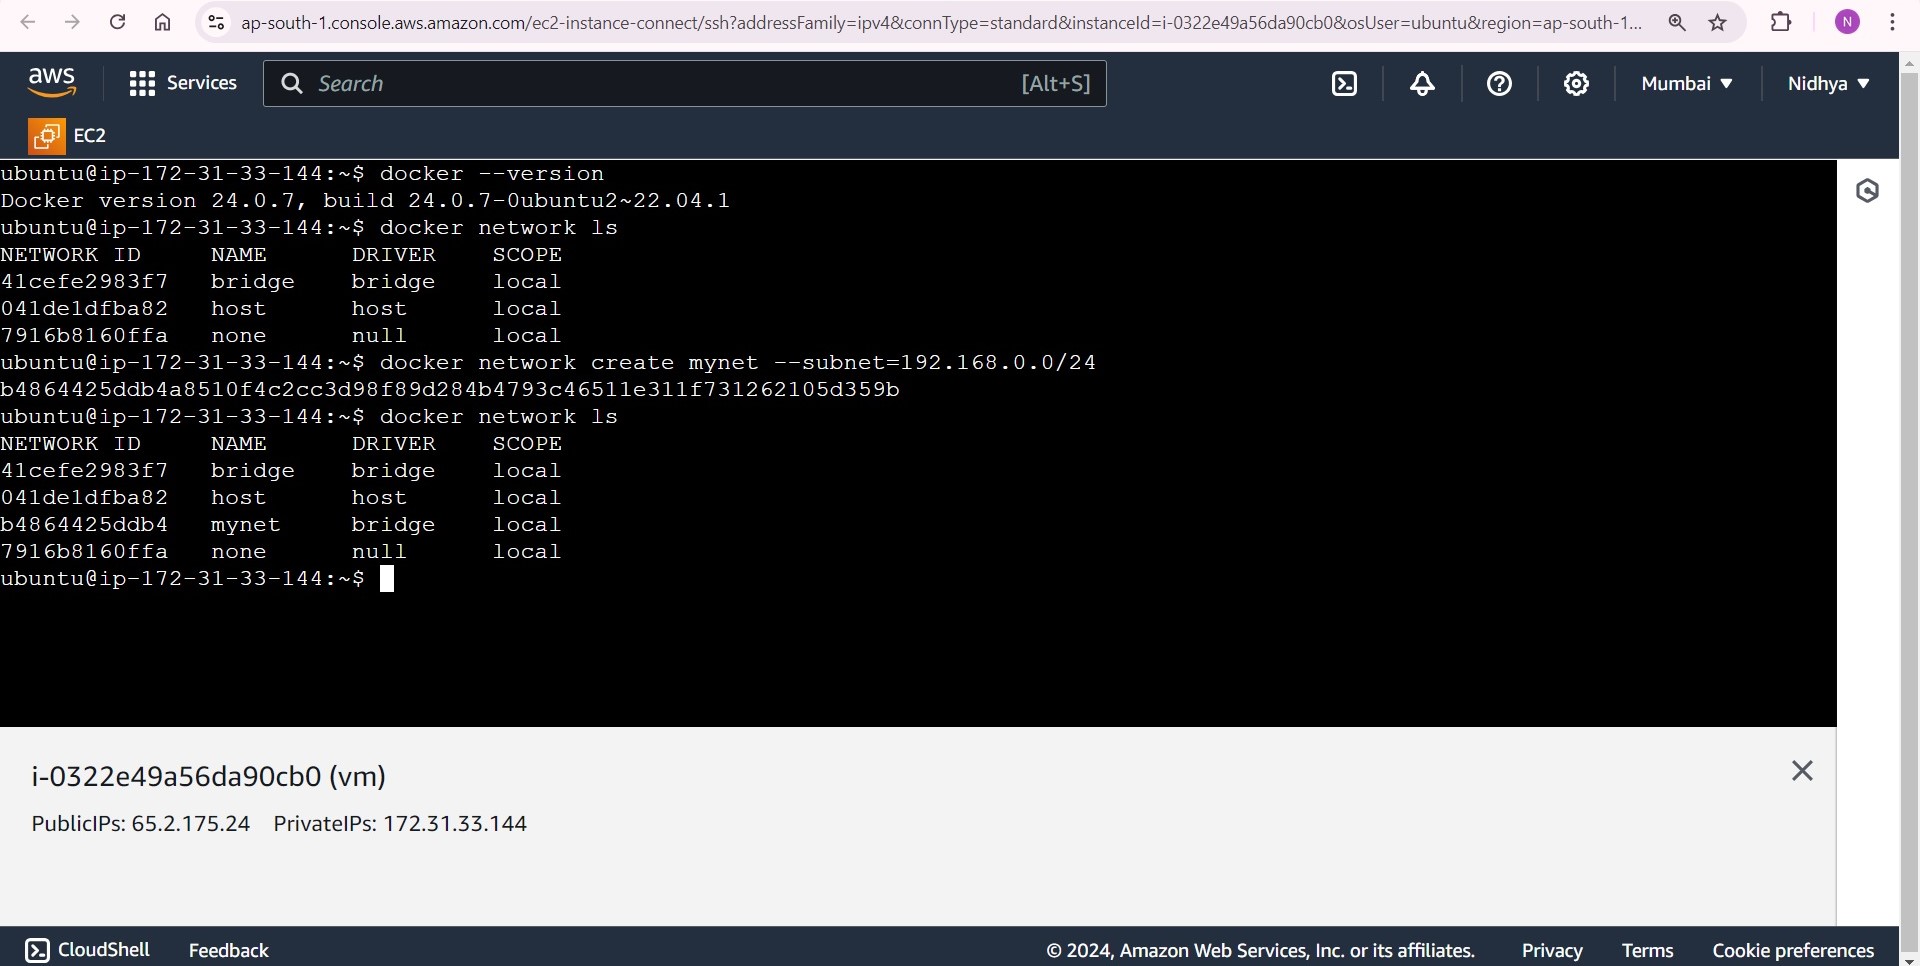 ap-south-1.console.aws.amazon.com/ec2-instance-connect/ssh?addressFamily=ipv4&connType=standard&instanceId=i-0322e49a56da90cb0&osUser=ubuntu&region=ap-south-1...
N
aws
Services
Search
[Alt+S]
Mumbai
Nidhya
EC2
ubuntu@ip-172-31-33-144:~$ docker --version
Docker version 24.0.7, build 24.0.7-0ubuntu2~22.04.1
ubuntu@ip-172-31-33-144:~$ docker network ls
NETWORK ID     NAME      DRIVER    SCOPE
41cefe2983f7   bridge    bridge    local
041de1dfba82   host      host      local
7916b8160ffa   none      null      local
ubuntu@ip-172-31-33-144:~$ docker network create mynet --subnet=192.168.0.0/24
b4864425ddb4a8510f4c2cc3d98f89d284b4793c46511e311f731262105d359b
ubuntu@ip-172-31-33-144:~$ docker network ls
NETWORK ID     NAME      DRIVER    SCOPE
41cefe2983f7   bridge    bridge    local
041de1dfba82   host      host      local
b4864425ddb4   mynet     bridge    local
7916b8160ffa   none      null      local
ubuntu@ip-172-31-33-144:~$
i-0322e49a56da90cb0 (vm)
PublicIPs: 65.2.175.24    PrivateIPs: 172.31.33.144
CloudShell
Feedback
© 2024, Amazon Web Services, Inc. or its affiliates.
Privacy
Terms
Cookie preferences